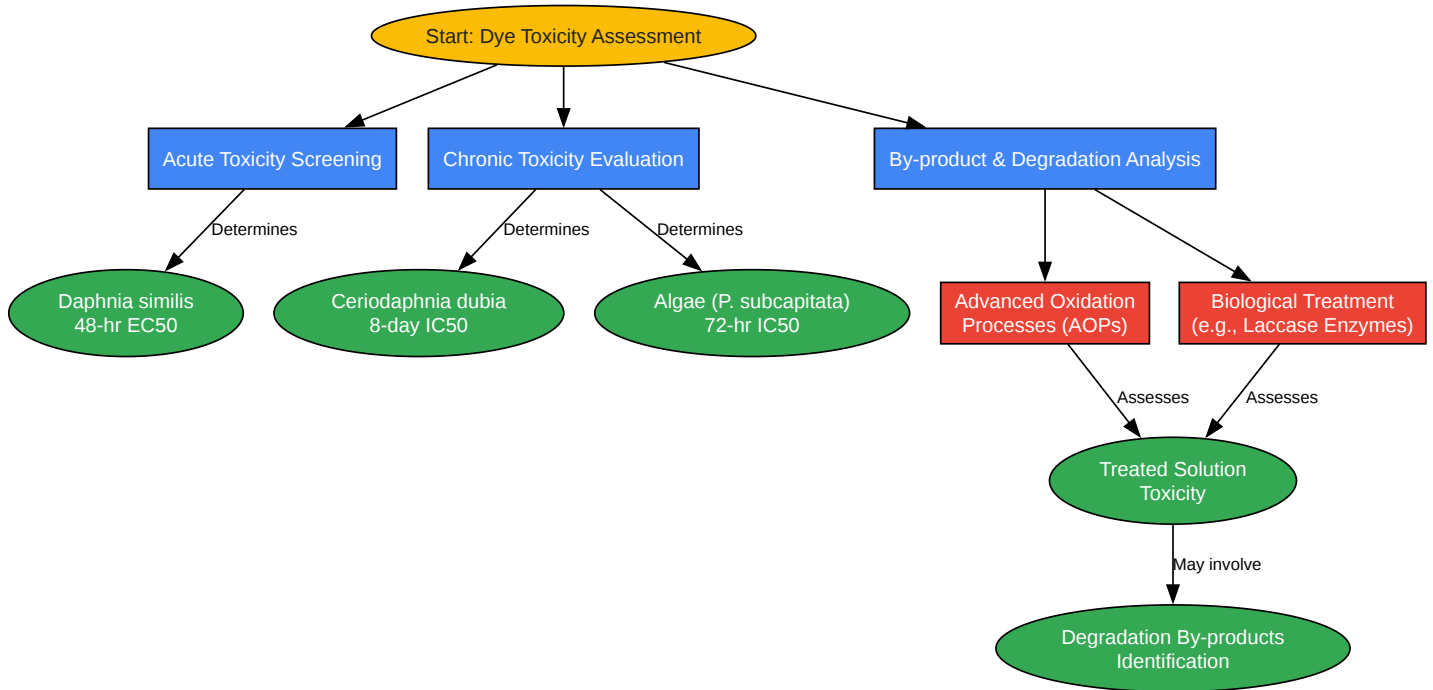 Start: Dye Toxicity Assessment
Acute Toxicity Screening
Chronic Toxicity Evaluation
By-product & Degradation Analysis
Determines
Determines
Determines
Daphnia similis
48-hr EC50
Ceriodaphnia dubia
8-day IC50
Algae (P. subcapitata)
72-hr IC50
Advanced Oxidation
Processes (AOPs)
Biological Treatment
(e.g., Laccase Enzymes)
Assesses
Assesses
Treated Solution
Toxicity
May involve
Degradation By-products
Identification